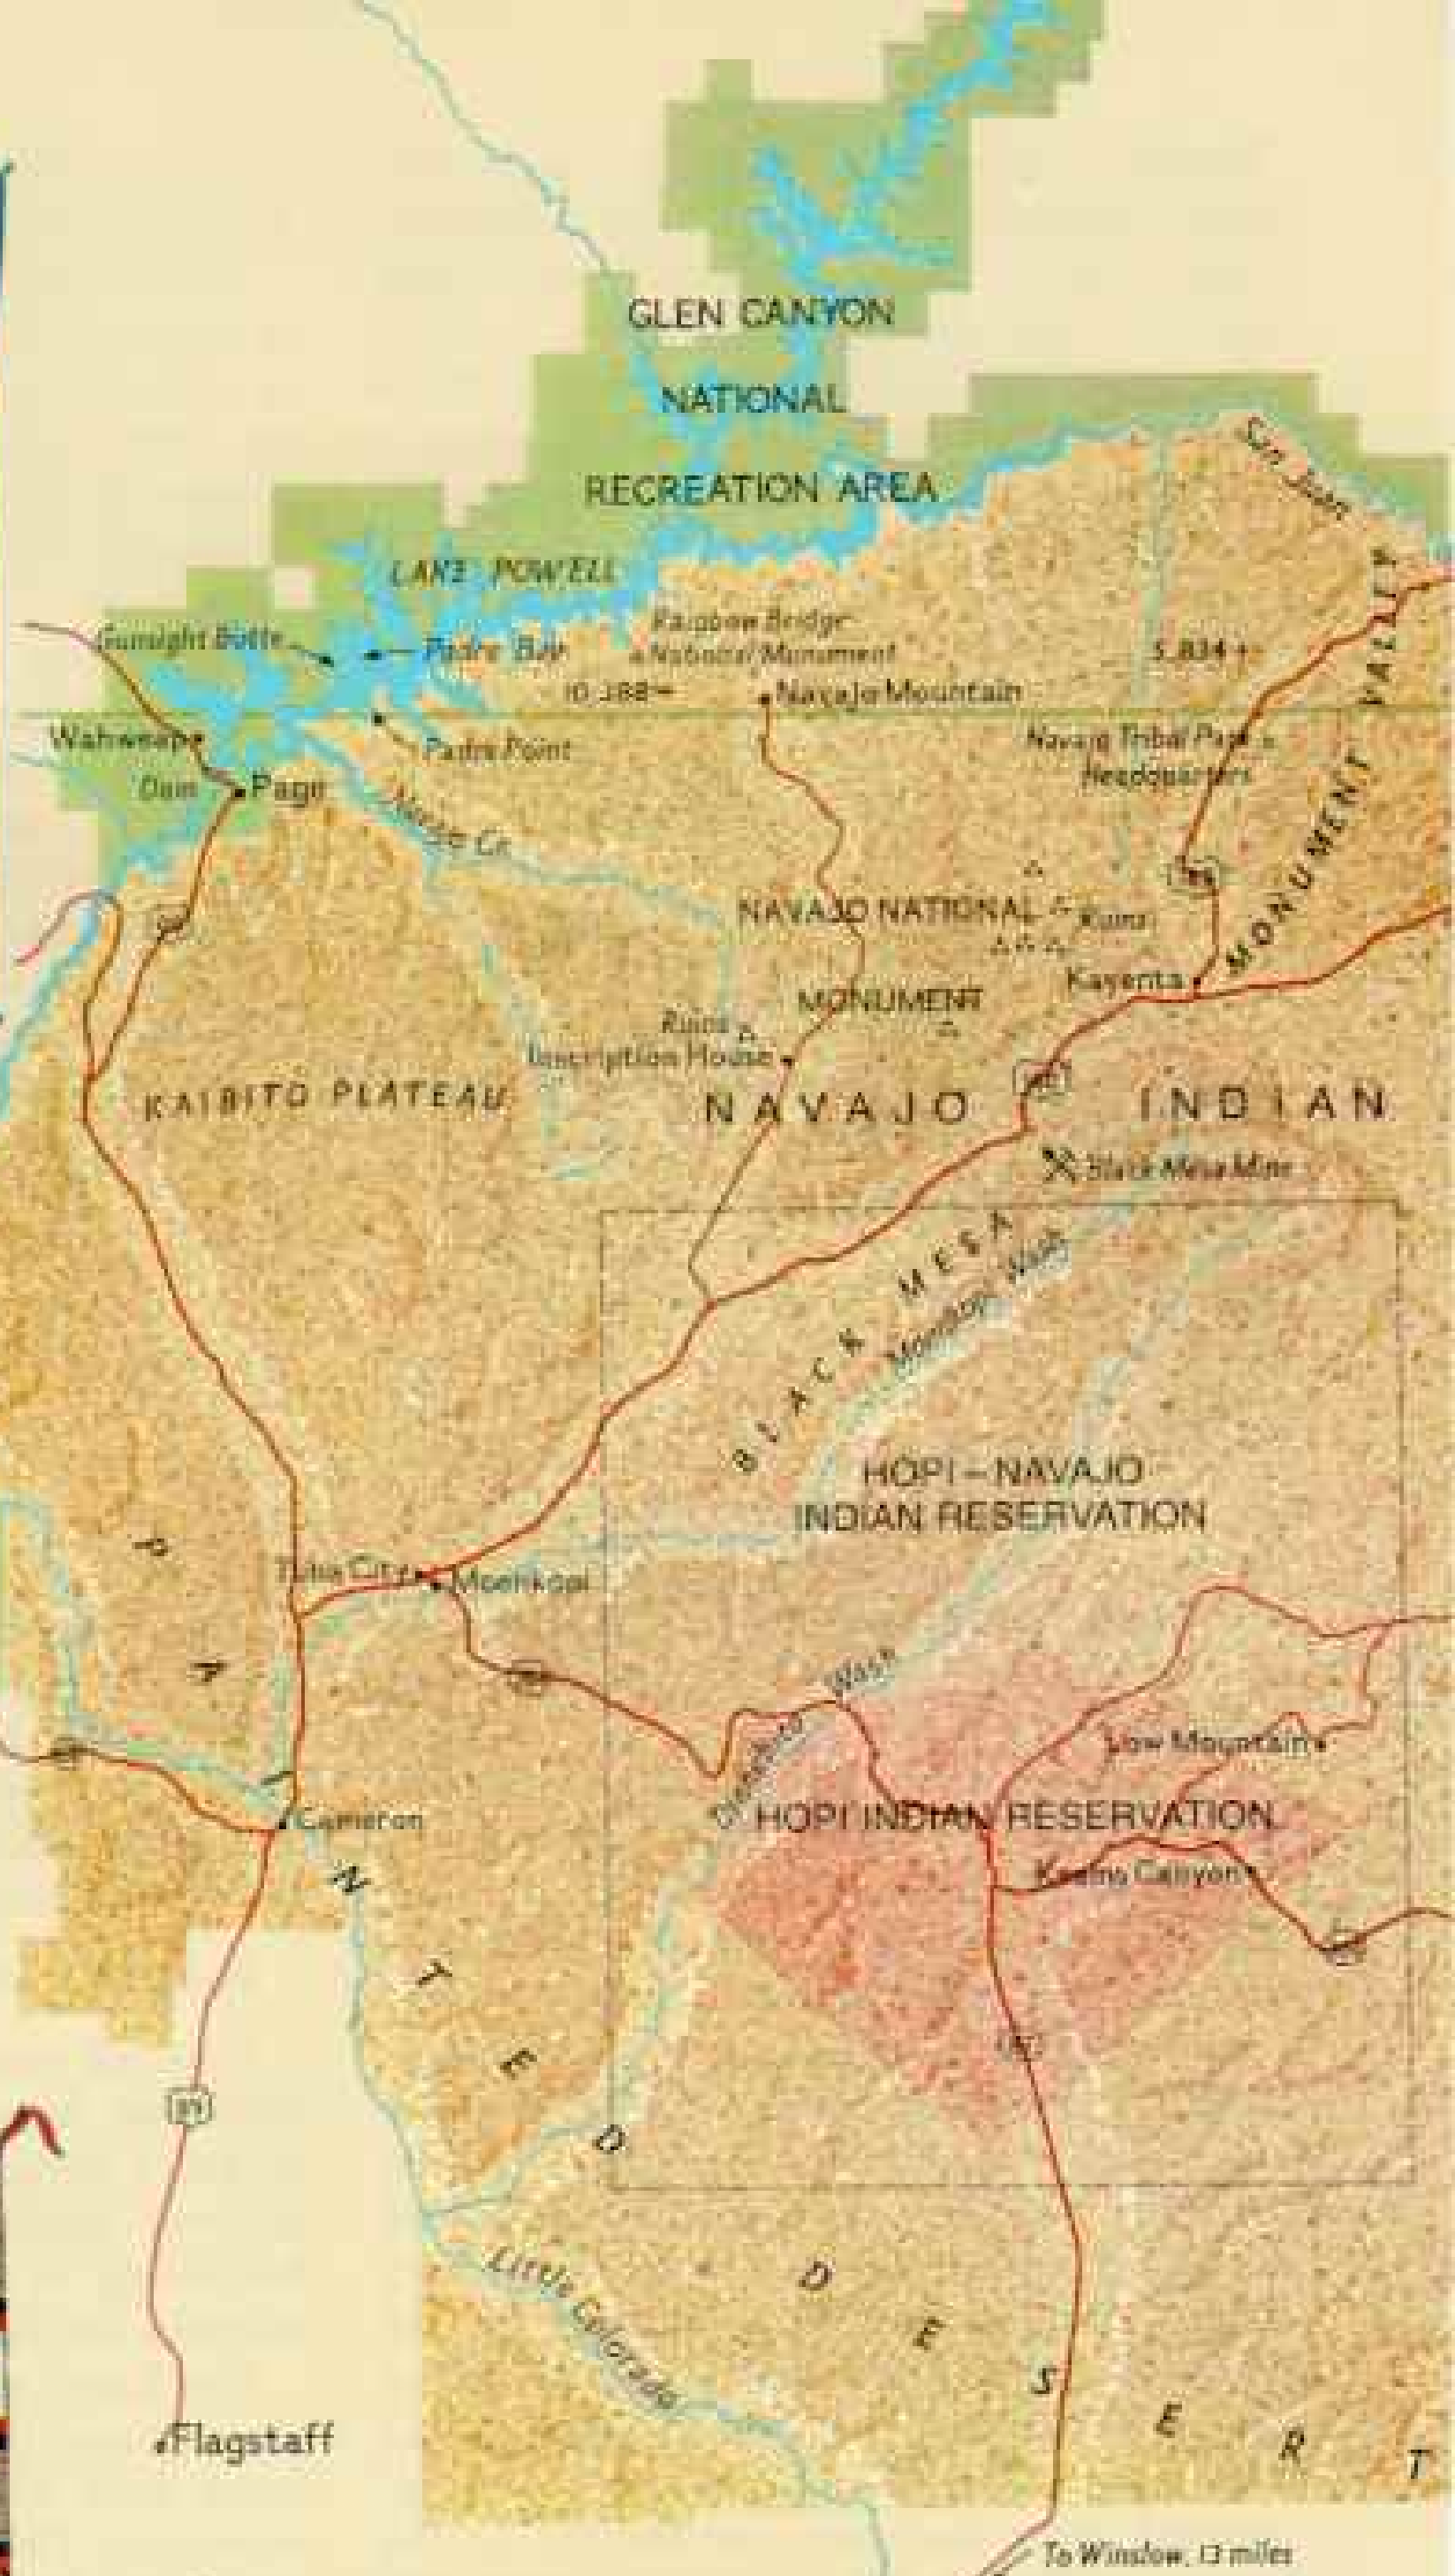 GLEN CANYON
NATIONAL
RECREATION AREA
San Juan
LAKE POWELL
Gunsight Butte
Padre Bay
Rainbow Bridge
National Monument
10,388
Navajo Mountain
5,834
MONUMENT VALLEY
Wahweap
Padre Point
Navajo Tribal Park
Headquarters
Dam
Page
Navajo Cr.
NAVAJO NATIONAL
MONUMENT
Ruins
Kayenta
Ruins
Inscription House
KAIBITO PLATEAU
NAVAJO INDIAN
Black Mesa Mine
BLACK MESA
Moenkopi Wash
HOPI–NAVAJO
INDIAN RESERVATION
Tuba City
Moenkopi
Wash
Low Mountain
HOPI INDIAN RESERVATION
Cameron
Keams Canyon
PAINTED DESERT
89
Little Colorado
Flagstaff
To Winslow, 13 miles